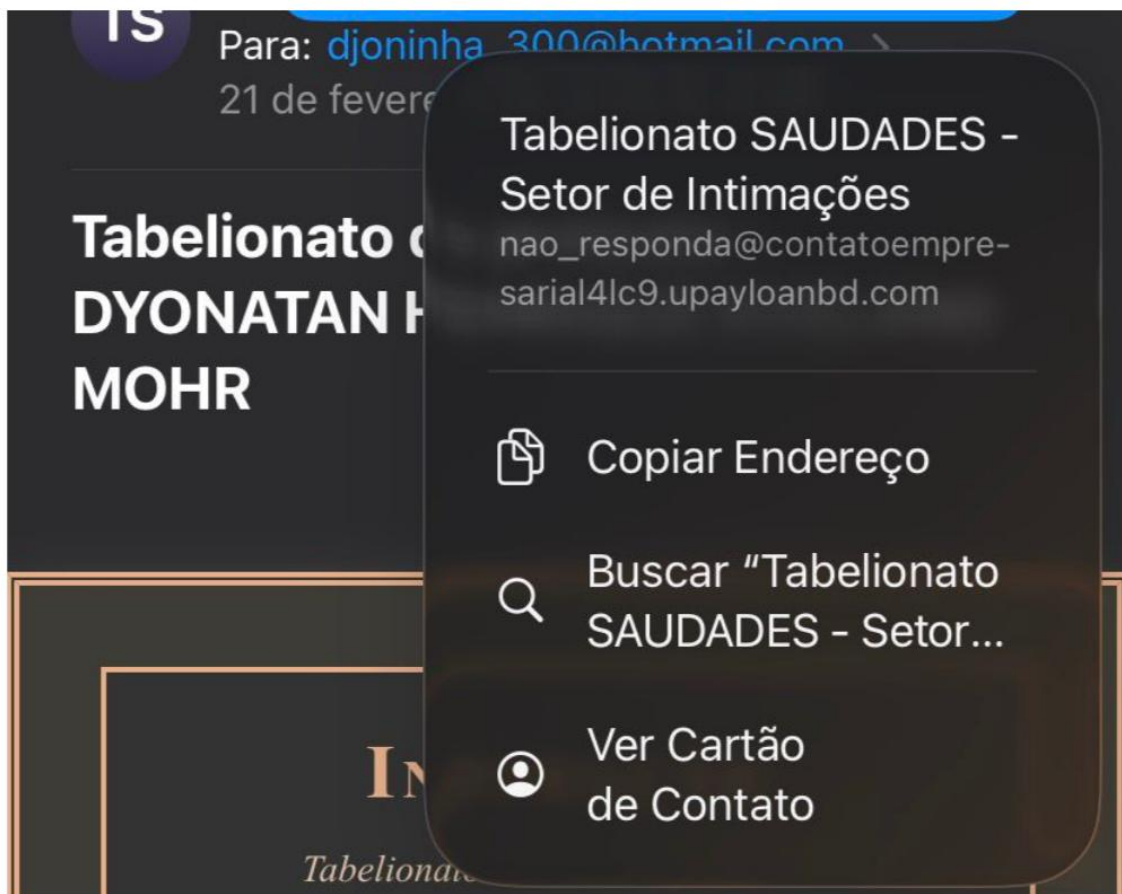 TS
Para: djoninha_300@hotmail.com >
21 de fevere
Tabelionato SAUDADES -
Setor de Intimações
nao_responda@contatoempre-
sarial4lc9.upayloanbd.com
Tabelionato
DYONATAN
MOHR
Copiar Endereço
Buscar “Tabelionato
SAUDADES - Setor...
Ver Cartão
de Contato
Tabelionato